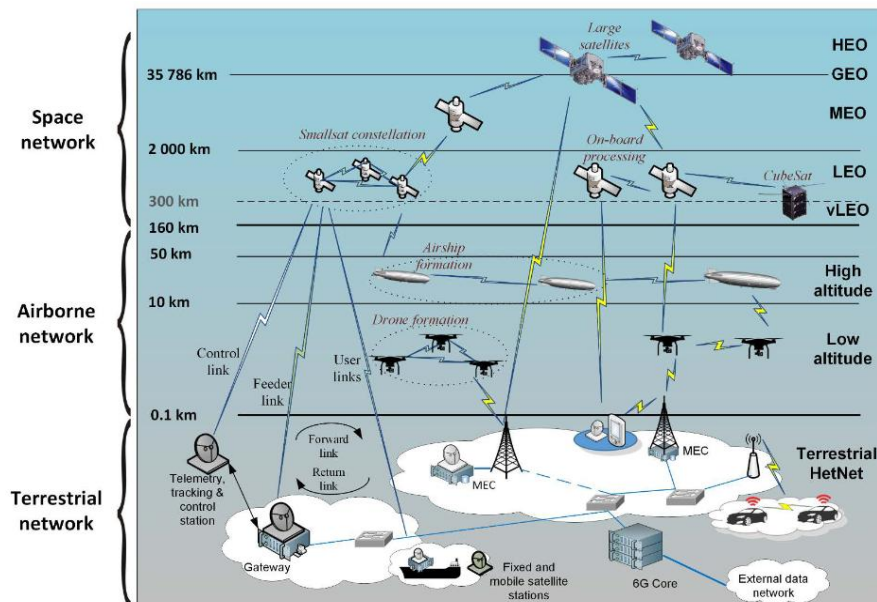 Large
satellites
HEO
35 786 km
GEO
Space
network
MEO
Smallsat constellation
On-board
processing
2 000 km
LEO
CubeSat
300 km
vLEO
160 km
50 km
Airship
formation
High
altitude
10 km
Airborne
network
Drone formation
Low
altitude
Control
link
Feeder
link
User
links
0.1 km
Forward
link
Return
link
MEC
MEC
Terrestrial
HetNet
Telemetry,
tracking &
control
station
Terrestrial
network
Gateway
Fixed and
mobile satellite
stations
6G Core
External data
network